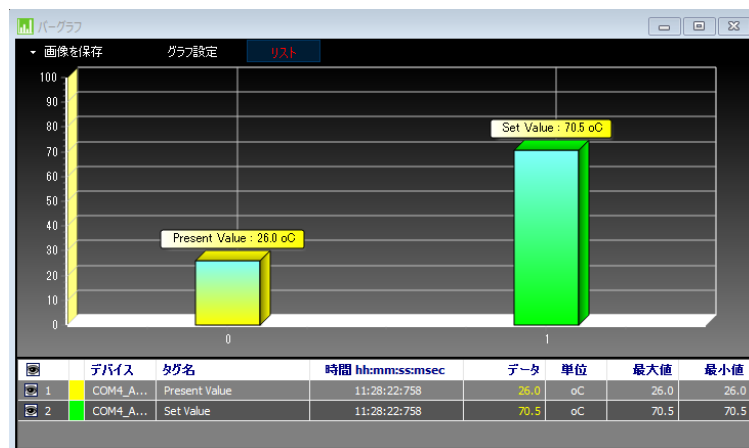 バーグラフ
画像を保存 グラフ設定 リスト
100
90
80
70
60
50
40
30
20
10
0
Set Value : 70.5 oC
Present Value : 26.0 oC
0 1
デバイス タグ名 時間 hh:mm:ss:msec データ 単位 最大値 最小値
1 COM4_A... Present Value 11:28:22:758 26.0 oC 26.0 26.0
2 COM4_A... Set Value 11:28:22:758 70.5 oC 70.5 70.5